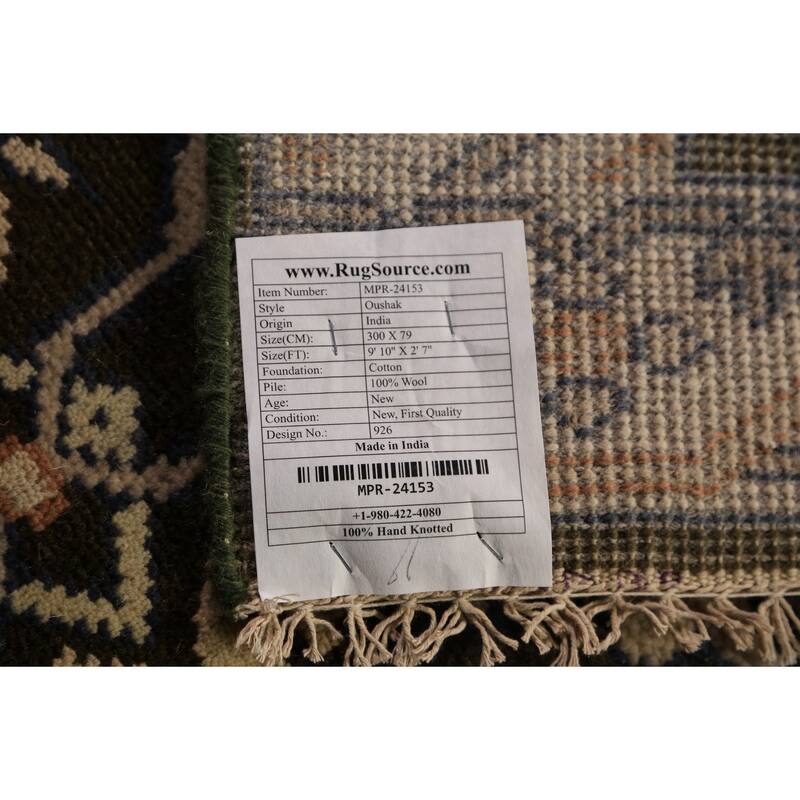 www.RugSource.com
Item Number: MPR-24153
Style Oushak
Origin India
Size(CM): 300 X 79
Size(FT): 9' 10" X 2' 7"
Foundation: Cotton
Pile: 100% Wool
Age: New
Condition: New, First Quality
Design No.: 926
Made in India
MPR-24153
+1-980-422-4080
100% Hand Knotted